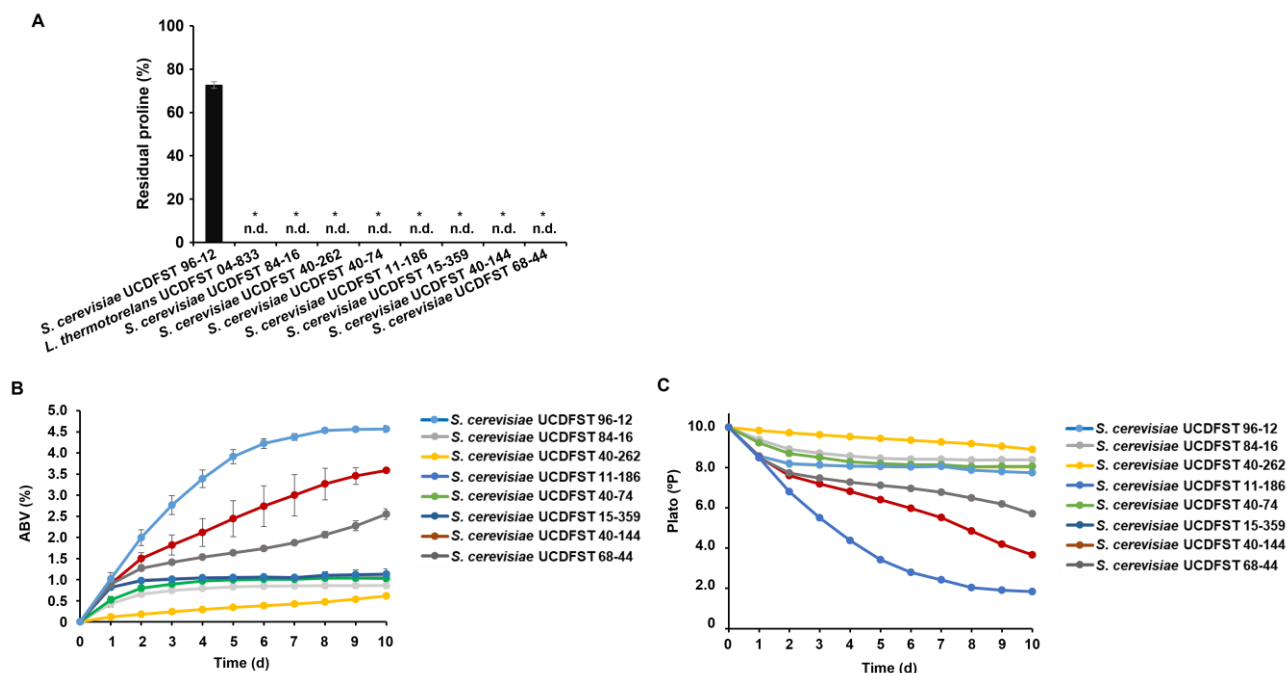 A
Residual proline (%)
100
80
60
40
20
0
* * * * * * * *
n.d. n.d. n.d. n.d. n.d. n.d. n.d. n.d.
S. cerevisiae UCDFST 96-12
L. thermotorelans UCDFST 04-833
S. cerevisiae UCDFST 84-16
S. cerevisiae UCDFST 40-262
S. cerevisiae UCDFST 40-74
S. cerevisiae UCDFST 11-186
S. cerevisiae UCDFST 15-359
S. cerevisiae UCDFST 40-144
S. cerevisiae UCDFST 68-44
B
ABV (%)
5.0
4.5
4.0
3.5
3.0
2.5
2.0
1.5
1.0
0.5
0
0 1 2 3 4 5 6 7 8 9 10
Time (d)
S. cerevisiae UCDFST 96-12
S. cerevisiae UCDFST 84-16
S. cerevisiae UCDFST 40-262
S. cerevisiae UCDFST 11-186
S. cerevisiae UCDFST 40-74
S. cerevisiae UCDFST 15-359
S. cerevisiae UCDFST 40-144
S. cerevisiae UCDFST 68-44
C
Plato (ºP)
10.0
8.0
6.0
4.0
2.0
0
0 1 2 3 4 5 6 7 8 9 10
Time (d)
S. cerevisiae UCDFST 96-12
S. cerevisiae UCDFST 84-16
S. cerevisiae UCDFST 40-262
S. cerevisiae UCDFST 11-186
S. cerevisiae UCDFST 40-74
S. cerevisiae UCDFST 15-359
S. cerevisiae UCDFST 40-144
S. cerevisiae UCDFST 68-44